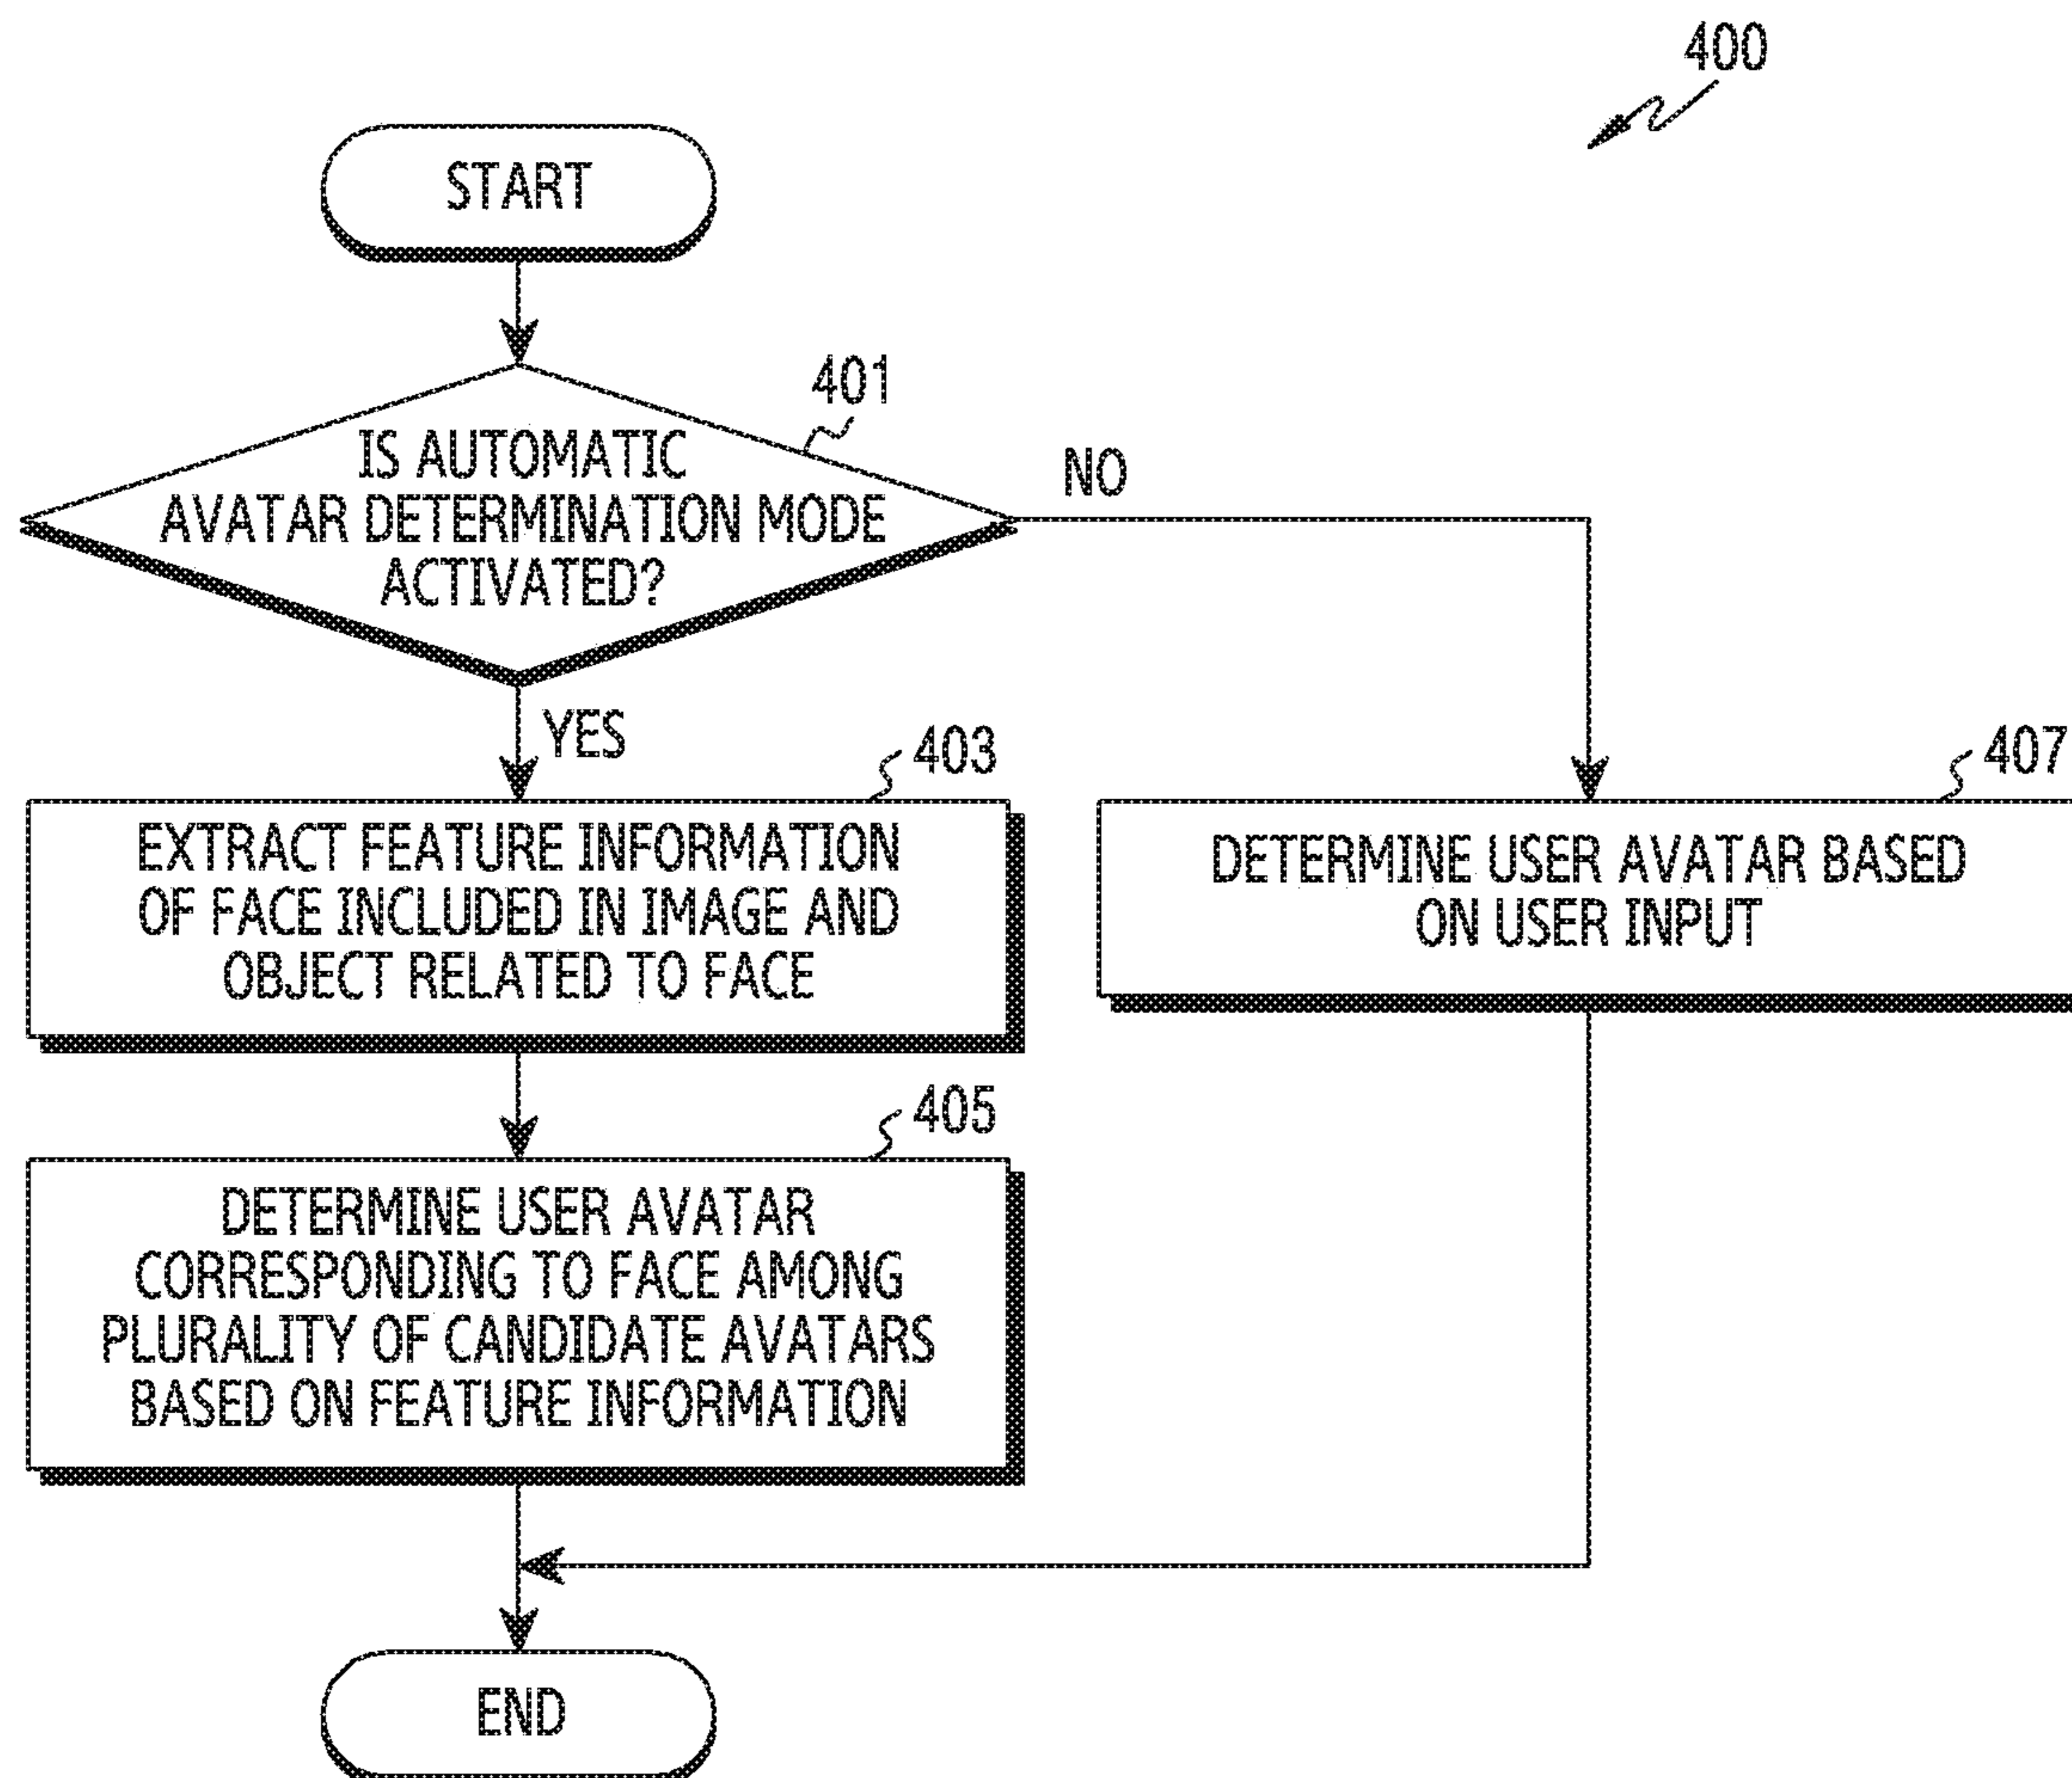 400
START
401
IS AUTOMATIC
AVATAR DETERMINATION MODE
ACTIVATED?
NO
YES
403
EXTRACT FEATURE INFORMATION
OF FACE INCLUDED IN IMAGE AND
OBJECT RELATED TO FACE
407
DETERMINE USER AVATAR BASED
ON USER INPUT
405
DETERMINE USER AVATAR
CORRESPONDING TO FACE AMONG
PLURALITY OF CANDIDATE AVATARS
BASED ON FEATURE INFORMATION
END